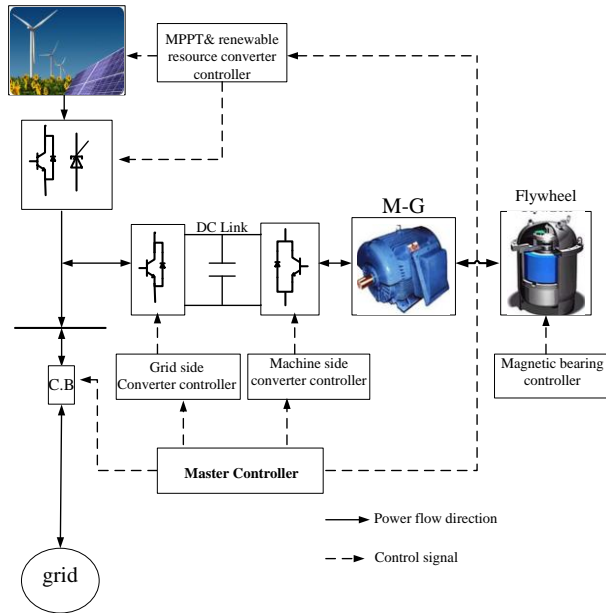 MPPT& renewable
resource converter
controller
DC Link
M-G
Flywheel
Grid side
Converter controller
Machine side
converter controller
Magnetic bearing
controller
C.B
Master Controller
Power flow direction
Control signal
grid